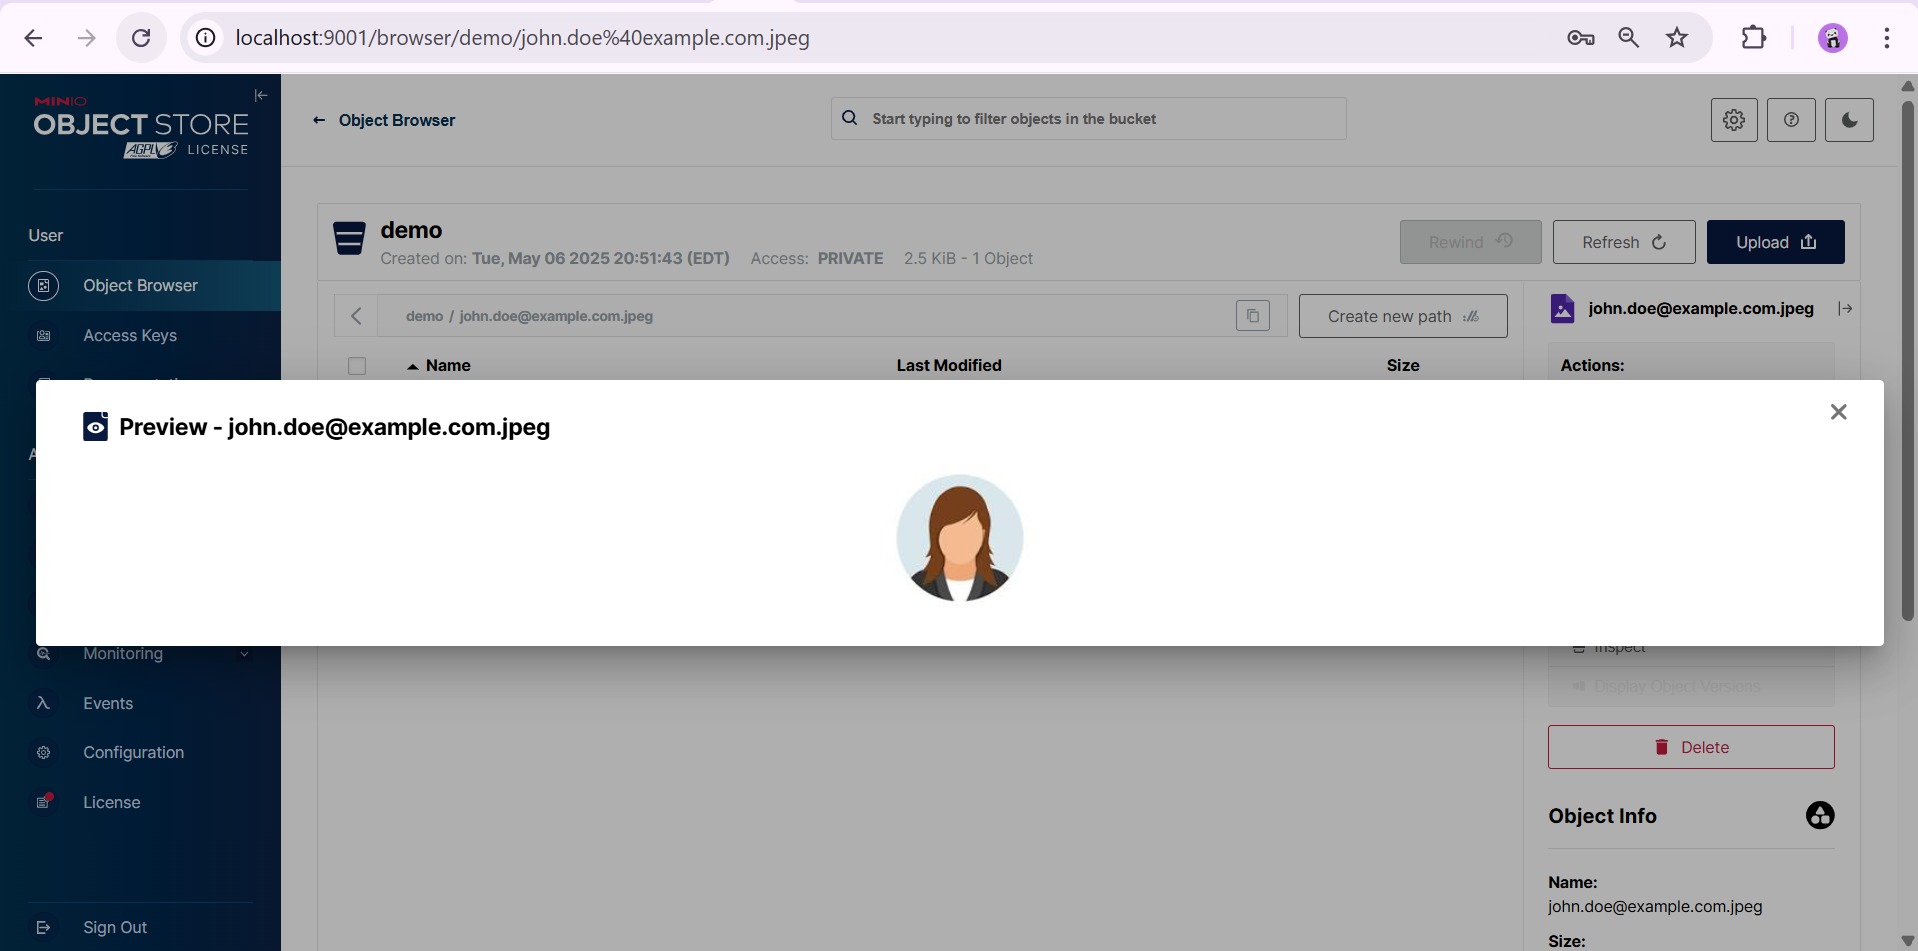 localhost:9001/browser/demo/john.doe%40example.com.jpeg
MINIO
OBJECT STORE
AGPL LICENSE
Object Browser
Start typing to filter objects in the bucket
User
Object Browser
Access Keys
demo
Created on: Tue, May 06 2025 20:51:43 (EDT) Access: PRIVATE 2.5 KiB - 1 Object
Rewind
Refresh
Upload
demo / john.doe@example.com.jpeg
Create new path
john.doe@example.com.jpeg
Name
Last Modified
Size
Actions:
Preview - john.doe@example.com.jpeg
Monitoring
Events
Configuration
License
Sign Out
Inspect
Display Object Versions
Delete
Object Info
Name:
john.doe@example.com.jpeg
Size: